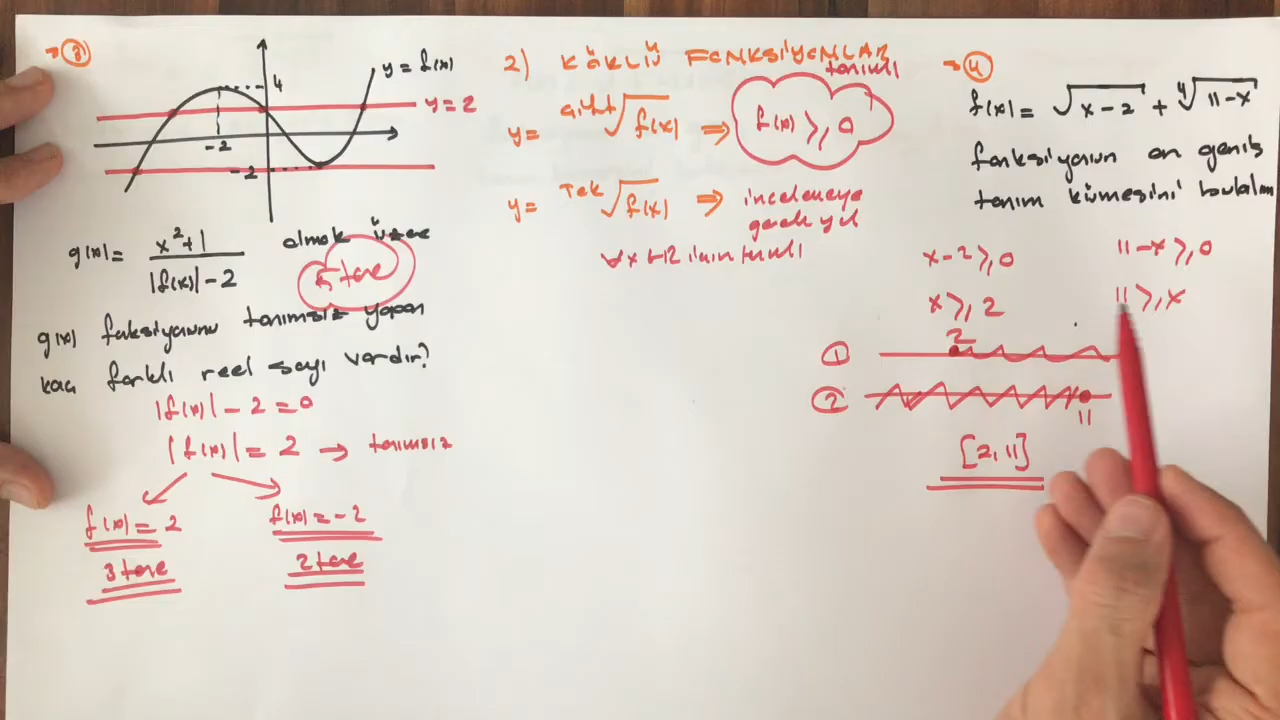 → 3
4
y = f(x)
y = 2
-2
-2
g(x) = x²+1 / |f(x)| - 2 olmak üzere
5 tane
g(x) fonksiyonunu tanımsız yapan
kaç farklı reel sayı vardır?
|f(x)| - 2 = 0
|f(x)| = 2 → tanımsız
f(x) = 2 f(x) = -2
3 tane 2 tane
2) KÖKLÜ FONKSİYONLAR
tanımlı
y = çift√f(x) ⇒ f(x) ≥ 0
y = Tek√f(x) ⇒ incelemeye
gerek yok
∀x ∈ R için tanımlı
→ 4
f(x) = √x-2 + ⁴√11-x
fonksiyonun en geniş
tanım kümesini bulalım
x-2 ≥ 0 11-x ≥ 0
x ≥ 2 11 ≥ x
2
1
2
11
[2, 11]